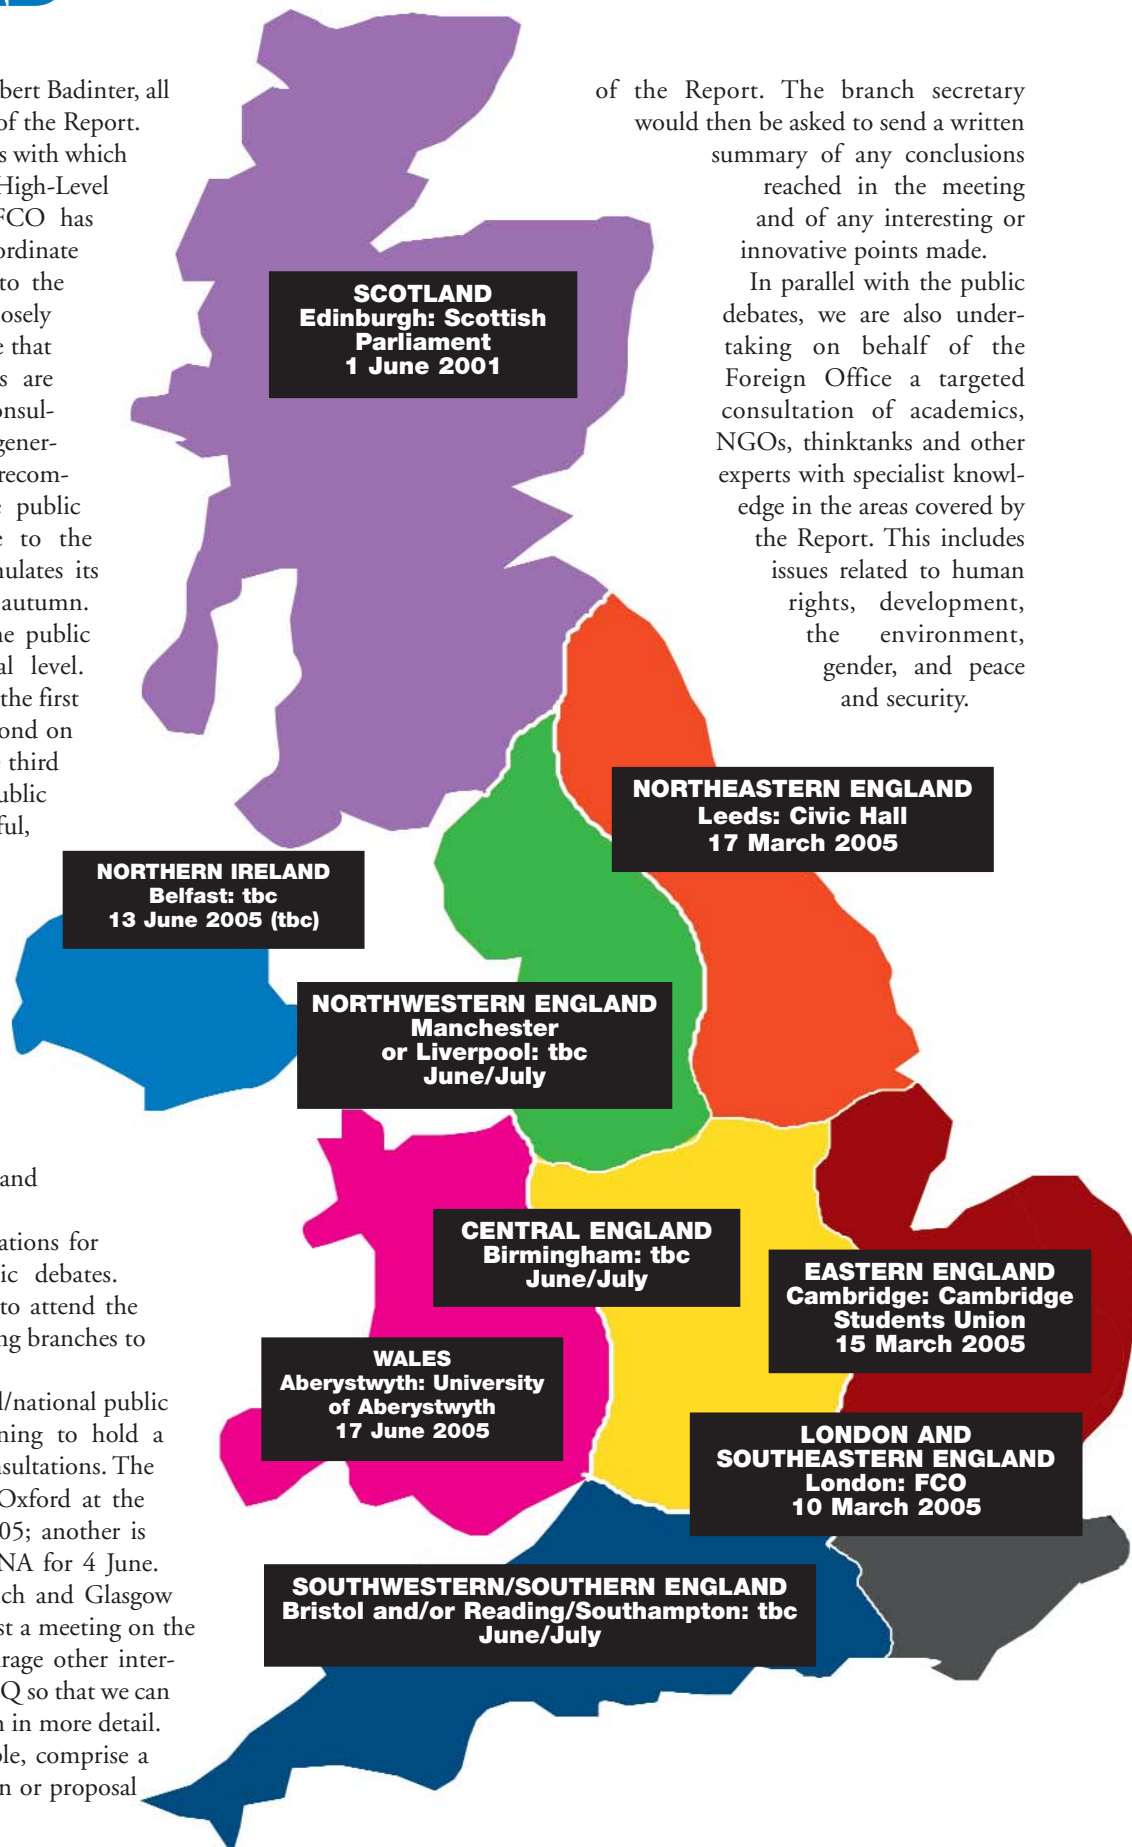 bert Badinter, all
of the Report.
s with which
High-Level
FCO has
ordinate
to the
osely
e that
s are
onsul-
gener-
recom-
e public
e to the
mulates its
autumn.
he public
al level.
the first
ond on
e third
ublic
ful,
and
ations for
ic debates.
to attend the
ng branches to
l/national public
ning to hold a
nsultations. The
Oxford at the
05; another is
NA for 4 June.
ch and Glasgow
st a meeting on the
rage other inter-
Q so that we can
n in more detail.
ple, comprise a
n or proposal
of the Report. The branch secretary
would then be asked to send a written
summary of any conclusions
reached in the meeting
and of any interesting or
innovative points made.
In parallel with the public
debates, we are also under-
taking on behalf of the
Foreign Office a targeted
consultation of academics,
NGOs, thinktanks and other
experts with specialist knowl-
edge in the areas covered by
the Report. This includes
issues related to human
rights, development,
the environment,
gender, and peace
and security.
SCOTLAND
Edinburgh: Scottish
Parliament
1 June 2001
NORTHEASTERN ENGLAND
Leeds: Civic Hall
17 March 2005
NORTHERN IRELAND
Belfast: tbc
13 June 2005 (tbc)
NORTHWESTERN ENGLAND
Manchester
or Liverpool: tbc
June/July
CENTRAL ENGLAND
Birmingham: tbc
June/July
EASTERN ENGLAND
Cambridge: Cambridge
Students Union
15 March 2005
WALES
Aberystwyth: University
of Aberystwyth
17 June 2005
LONDON AND
SOUTHEASTERN ENGLAND
London: FCO
10 March 2005
SOUTHWESTERN/SOUTHERN ENGLAND
Bristol and/or Reading/Southampton: tbc
June/July